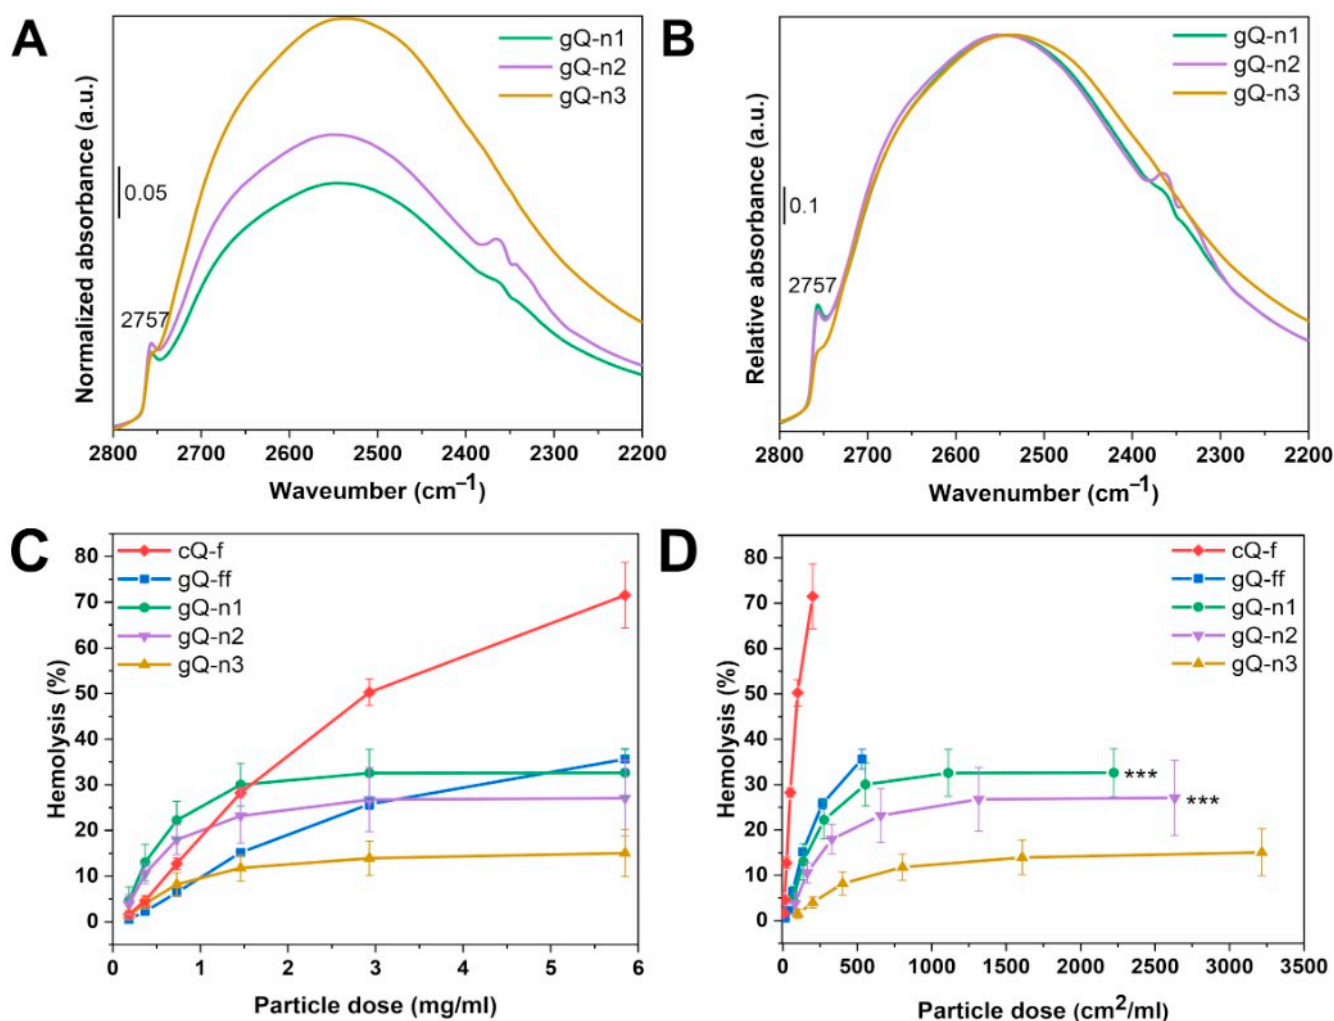 A
Normalized absorbance (a.u.)
gQ-n1
gQ-n2
gQ-n3
0.05
2757
2800 2700 2600 2500 2400 2300 2200
Waveumber (cm⁻¹)
B
Relative absorbance (a.u.)
gQ-n1
gQ-n2
gQ-n3
0.1
2757
2800 2700 2600 2500 2400 2300 2200
Wavenumber (cm⁻¹)
C
Hemolysis (%)
cQ-f
gQ-ff
gQ-n1
gQ-n2
gQ-n3
80
70
60
50
40
30
20
10
0
0 1 2 3 4 5 6
Particle dose (mg/ml)
D
Hemolysis (%)
cQ-f
gQ-ff
gQ-n1
gQ-n2
gQ-n3
80
70
60
50
40
30
20
10
0
***
***
0 500 1000 1500 2000 2500 3000 3500
Particle dose (cm²/ml)